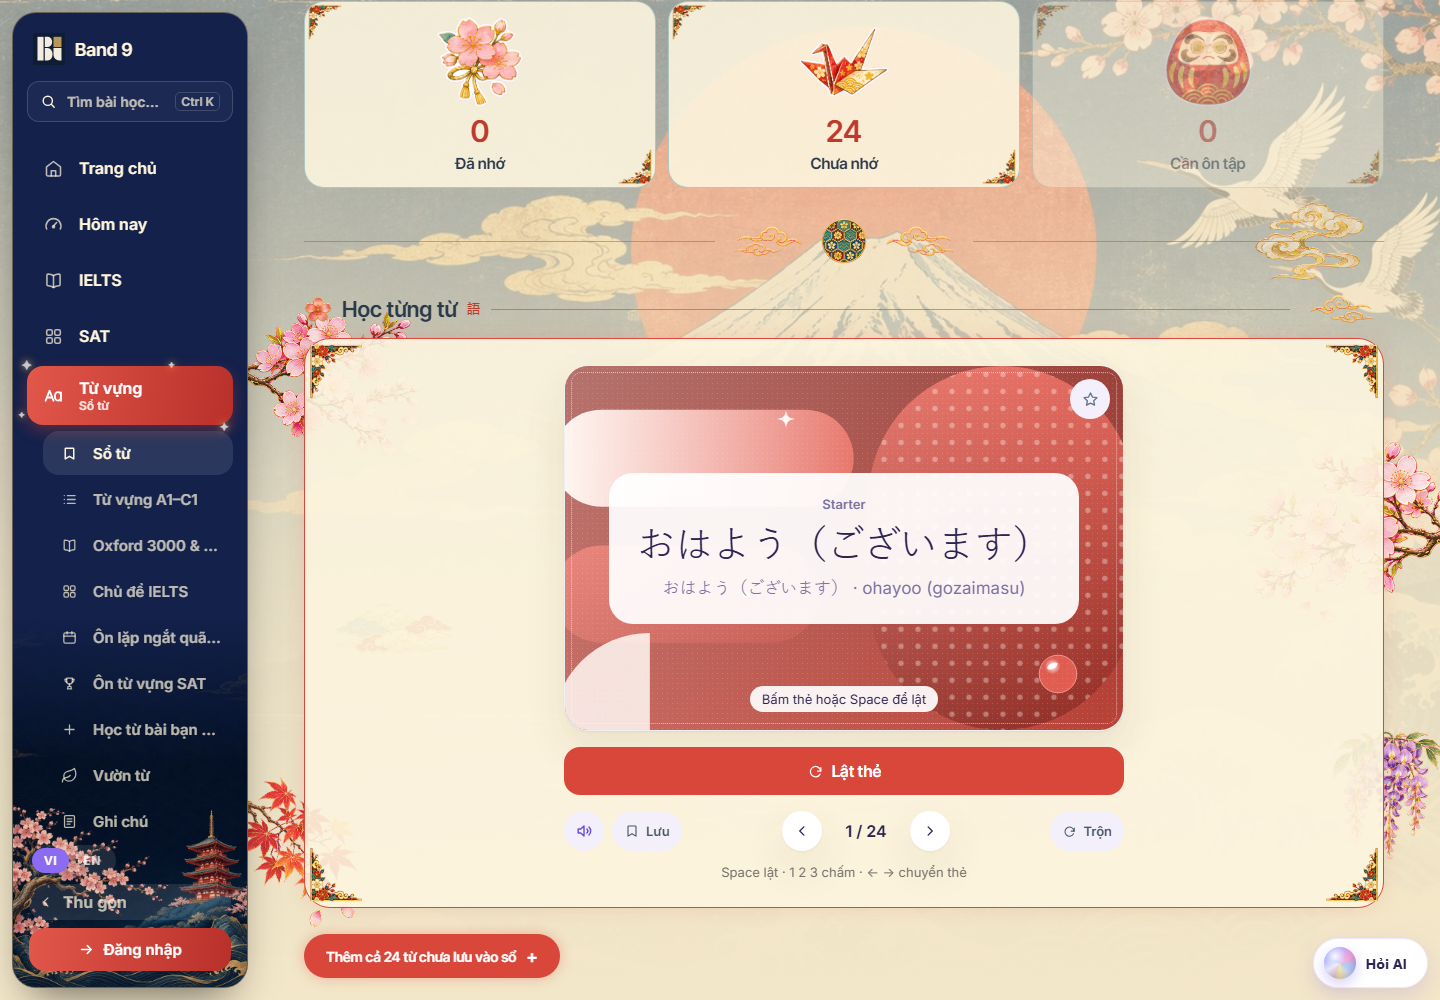 Band 9
Tìm bài học...
Ctrl K
Trang chủ
Hôm nay
IELTS
SAT
Từ vựng
Sổ từ
Sổ từ
Từ vựng A1–C1
Oxford 3000 & ...
Chủ đề IELTS
Ôn lặp ngắt quã...
Ôn từ vựng SAT
Học từ bài bạn ...
Vườn từ
Ghi chú
VI
EN
Thu gọn
Đăng nhập
0
Đã nhớ
24
Chưa nhớ
0
Cần ôn tập
Học từng từ 語
Starter
おはよう（ございます）
おはよう（ございます） · ohayoo (gozaimasu)
Bấm thẻ hoặc Space để lật
Lật thẻ
Lưu
1 / 24
Trộn
Space lật · 1 2 3 chấm · ← → chuyển thẻ
Thêm cả 24 từ chưa lưu vào sổ +
Hỏi AI